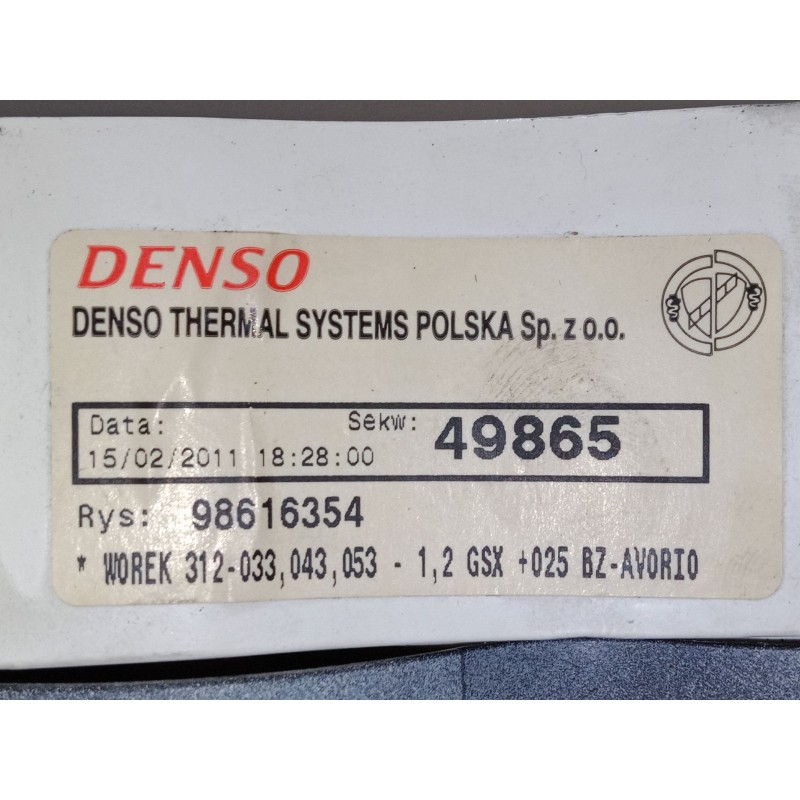 DENSO
DENSO THERMAL SYSTEMS POLSKA Sp. z o.o.
Data: Sekw: 49865
15/02/2011 18:28:00
Rys: 98616354
* WOREK 312-033,043,053 - 1,2 GSX +025 BZ-AVORIO